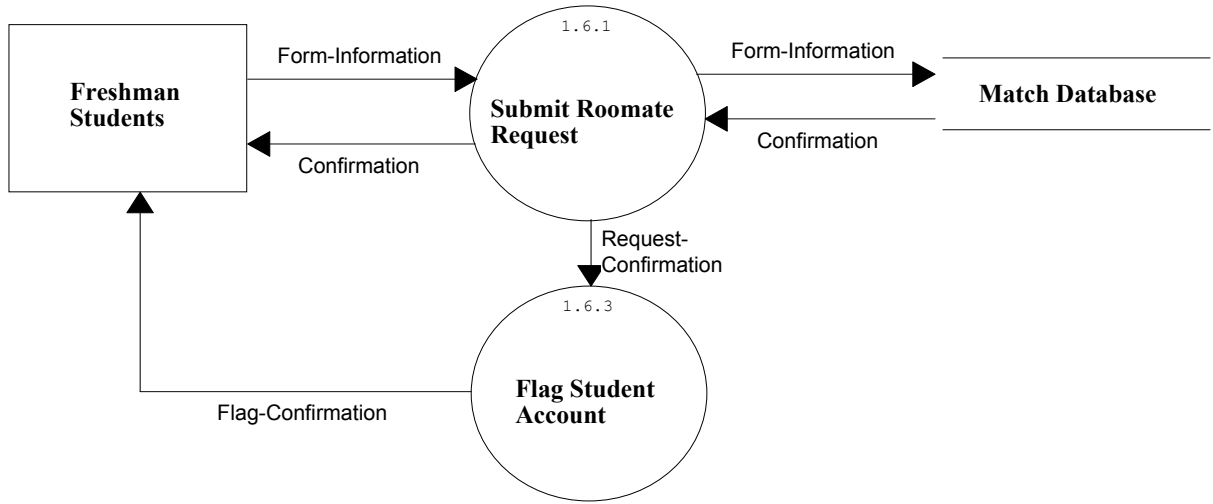 1.6.1
Form-Information
Form-Information
Freshman
Students
Submit Roomate
Request
Match Database
Confirmation
Confirmation
Request-
Confirmation
1.6.3
Flag Student
Account
Flag-Confirmation